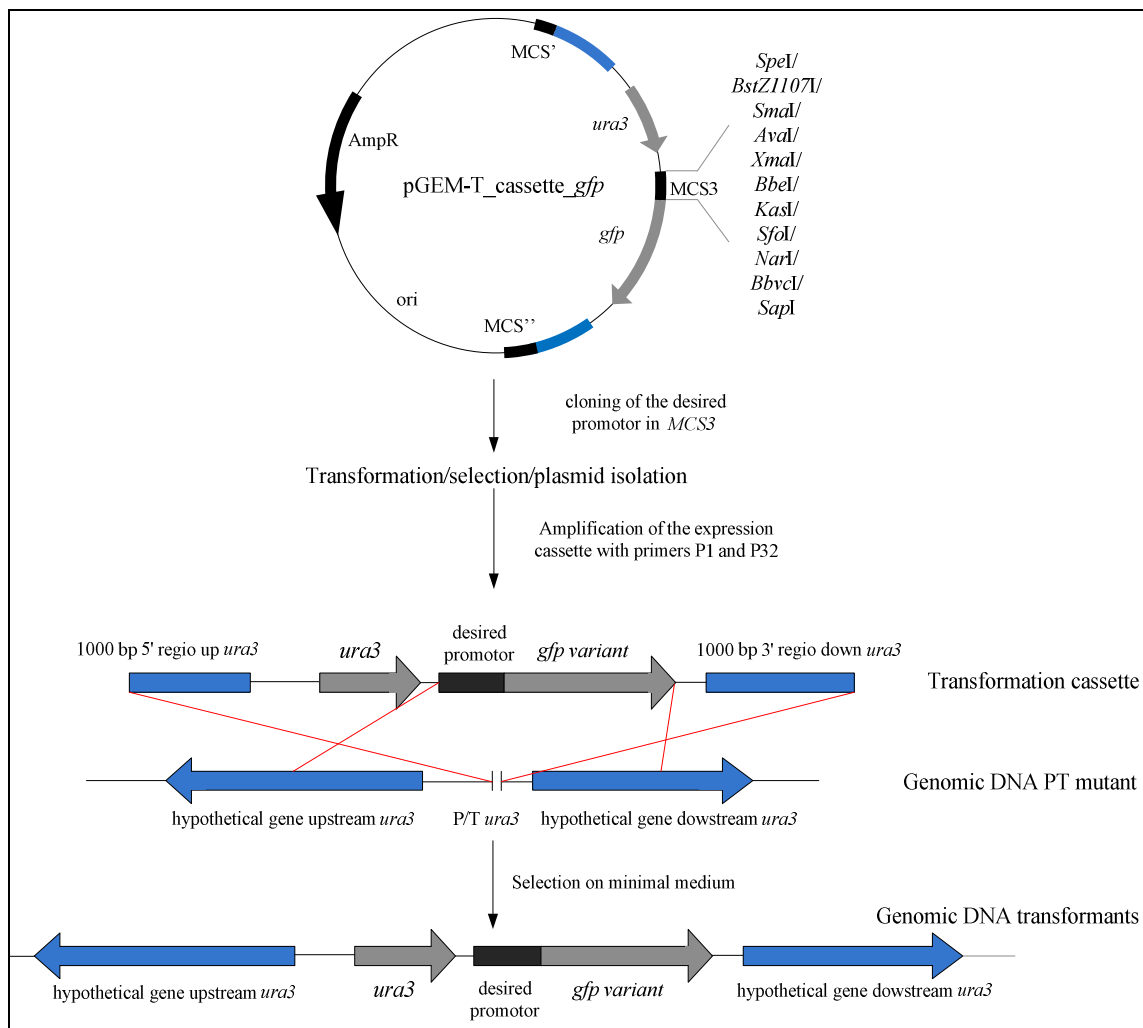 MCS’
SpeI/
BstZ1107I/
SmaI/
AvaI/
XmaI/
BbeI/
KasI/
SfoI/
NarI/
BbvcI/
SapI
ura3
AmpR
pGEM-T_cassette_gfp
MCS3
gfp
ori
MCS’’
cloning of the desired
promotor in MCS3
Transformation/selection/plasmid isolation
Amplification of the expression
cassette with primers P1 and P32
1000 bp 5' regio up ura3
ura3
desired
promotor
gfp variant
1000 bp 3' regio down ura3
Transformation cassette
Genomic DNA PT mutant
hypothetical gene upstream ura3
P/T ura3
hypothetical gene dowstream ura3
Selection on minimal medium
Genomic DNA transformants
hypothetical gene upstream ura3
ura3
desired
promotor
gfp variant
hypothetical gene dowstream ura3